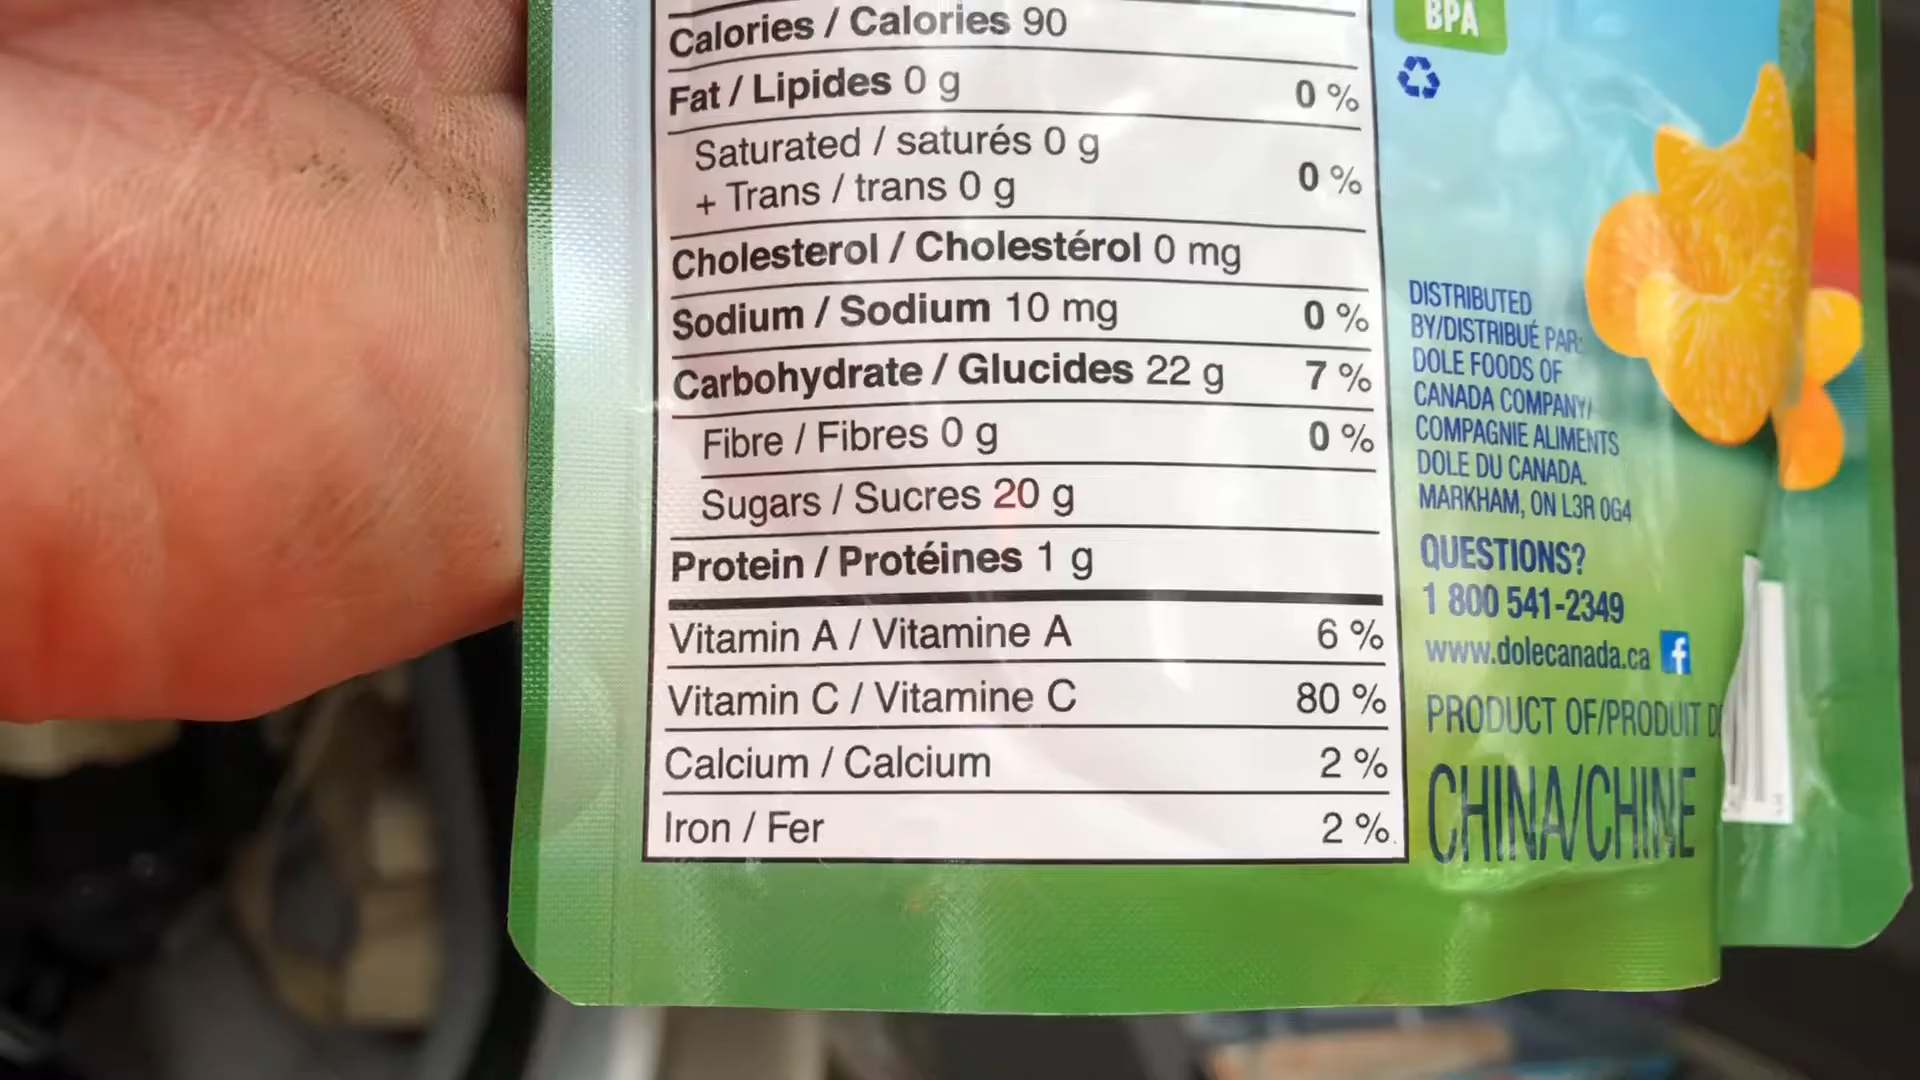 Calories / Calories 90
Fat / Lipides 0 g 0 %
Saturated / saturés 0 g
+ Trans / trans 0 g 0 %
Cholesterol / Cholestérol 0 mg
Sodium / Sodium 10 mg 0 %
Carbohydrate / Glucides 22 g 7 %
Fibre / Fibres 0 g 0 %
Sugars / Sucres 20 g
Protein / Protéines 1 g
Vitamin A / Vitamine A 6 %
Vitamin C / Vitamine C 80 %
Calcium / Calcium 2 %
Iron / Fer 2 %
BPA
DISTRIBUTED
BY/DISTRIBUÉ PAR:
DOLE FOODS OF
CANADA COMPANY/
COMPAGNIE ALIMENTS
DOLE DU CANADA.
MARKHAM, ON L3R 0G4
QUESTIONS?
1 800 541-2349
www.dolecanada.ca f
PRODUCT OF/PRODUIT
CHINA/CHINE